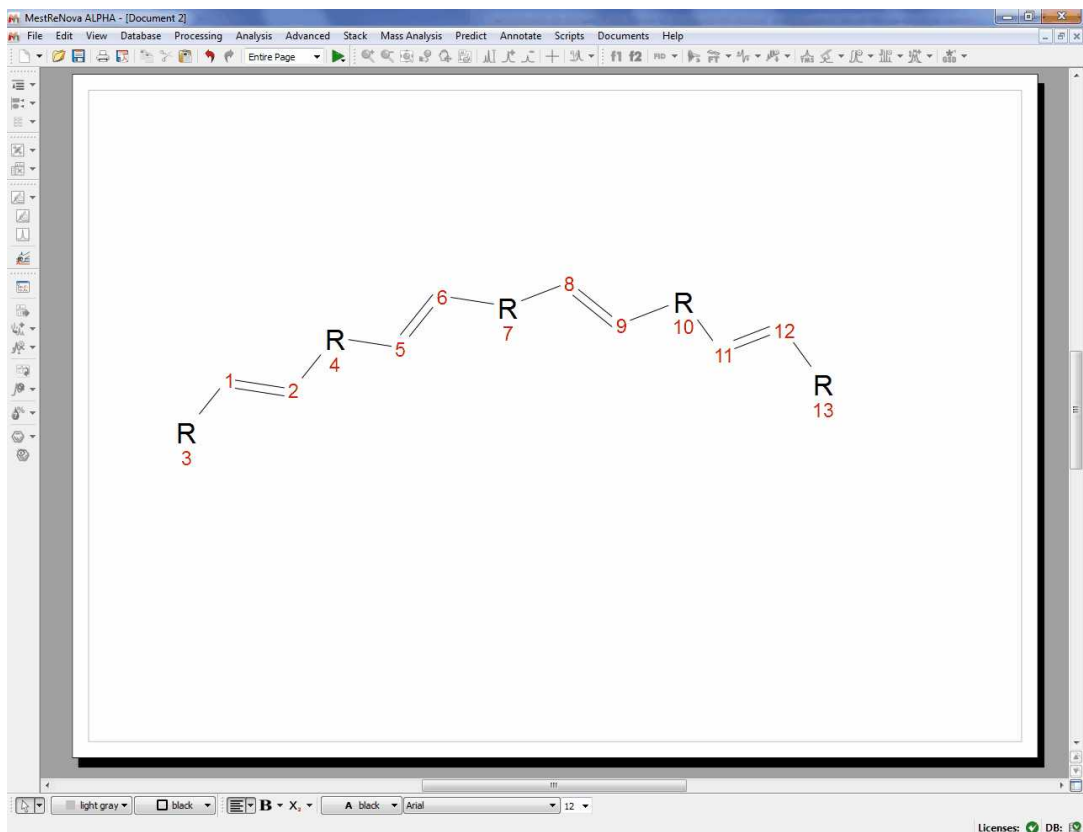 MestReNova ALPHA - [Document 2]
File Edit View Database Processing Analysis Advanced Stack Mass Analysis Predict Annotate Scripts Documents Help
Entire Page f1 f2
8
6
R R
7 9 10 12
R 5 11
4
1 2 R
13
R
3
light gray black B X, A black Arial 12
Licenses: DB: